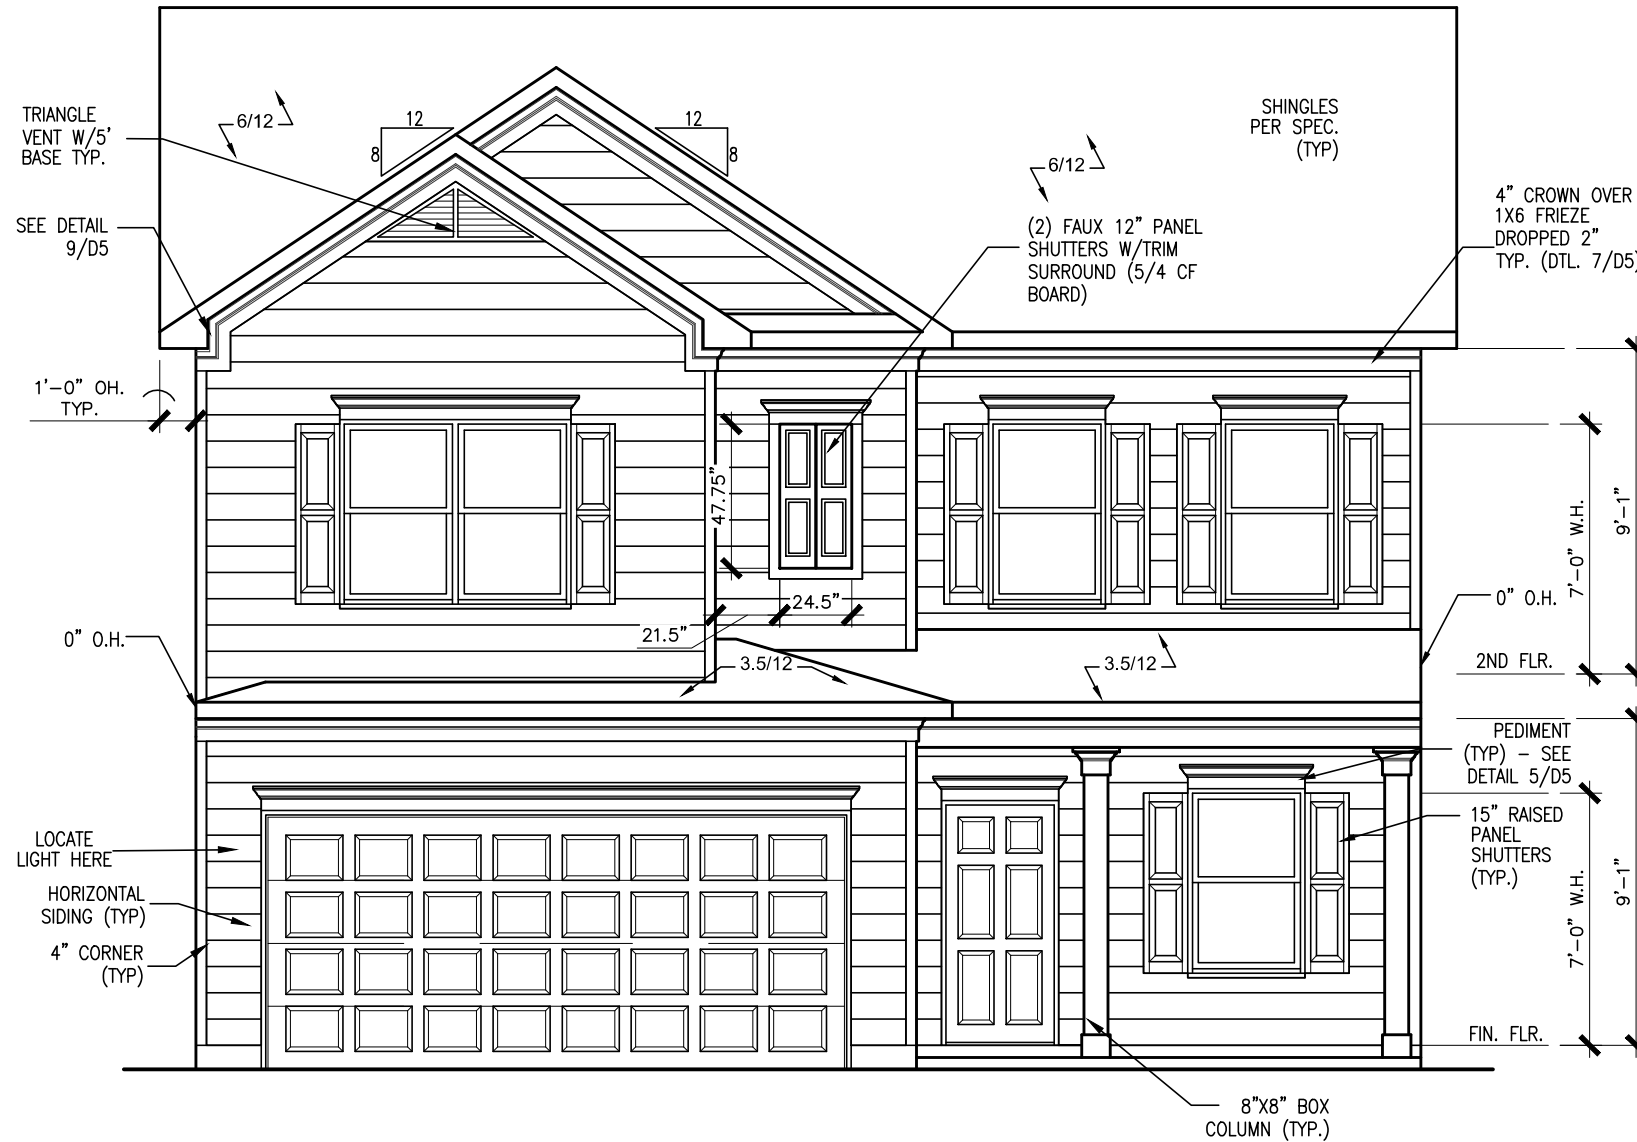 TRIANGLE
VENT W/5'
BASE TYP.
6/12
12
8
12
8
SHINGLES
PER SPEC.
(TYP)
6/12
SEE DETAIL
9/D5
(2) FAUX 12" PANEL
SHUTTERS W/TRIM
SURROUND (5/4 CF
BOARD)
4" CROWN OVER
1X6 FRIEZE
DROPPED 2"
TYP. (DTL. 7/D5)
1'-0" OH.
TYP.
47.75"
24.5"
21.5"
7'-0" W.H.
9'-1"
0" O.H.
0" O.H.
3.5/12
3.5/12
2ND FLR.
PEDIMENT
(TYP) - SEE
DETAIL 5/D5
15" RAISED
PANEL
SHUTTERS
(TYP.)
LOCATE
LIGHT HERE
HORIZONTAL
SIDING (TYP)
4" CORNER
(TYP)
7'-0" W.H.
9'-1"
FIN. FLR.
8"X8" BOX
COLUMN (TYP.)